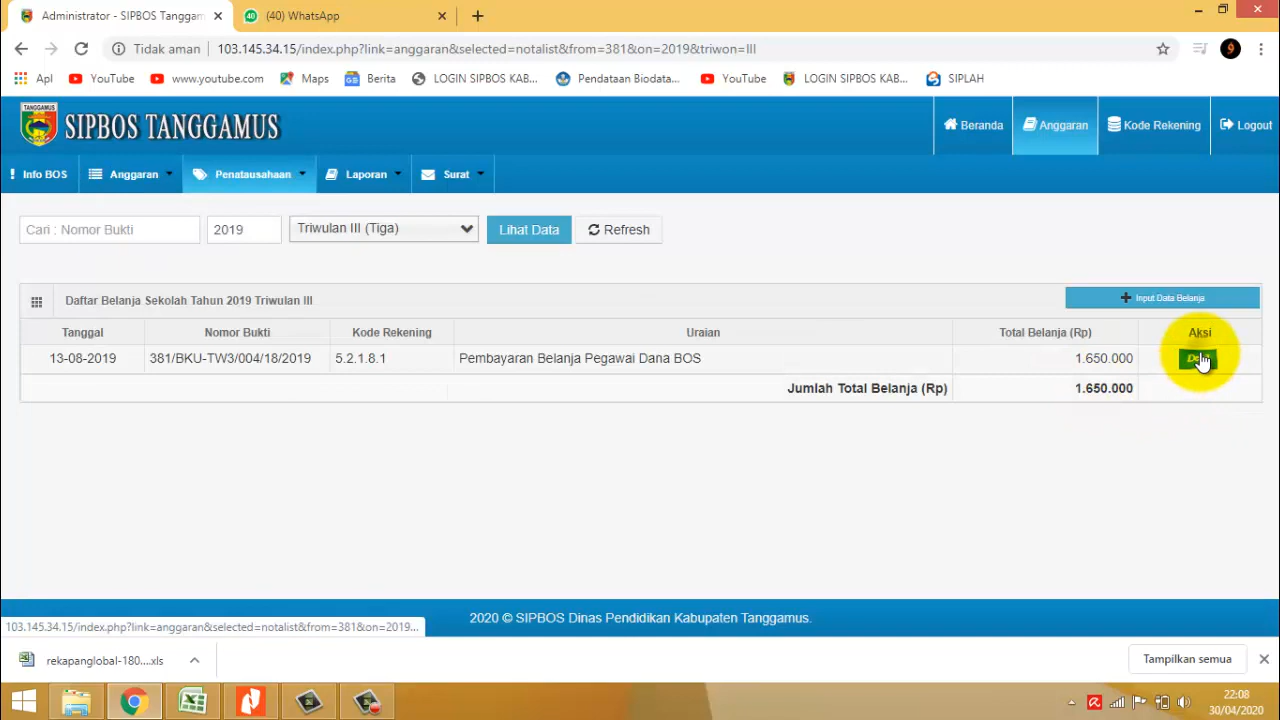 Administrator - SIPBOS Tanggam
(40) WhatsApp
Tidak aman
103.145.34.15/index.php?link=anggaran&selected=notalist&from=381&on=2019&triwon=III
Apl
YouTube
www.youtube.com
Maps
Berita
LOGIN SIPBOS KAB...
Pendataan Biodata...
YouTube
LOGIN SIPBOS KAB...
SIPLAH
TANGGAMUS
SIPBOS TANGGAMUS
Beranda
Anggaran
Kode Rekening
Logout
Info BOS
Anggaran
Penatausahaan
Laporan
Surat
Cari : Nomor Bukti
2019
Triwulan III (Tiga)
Lihat Data
Refresh
Daftar Belanja Sekolah Tahun 2019 Triwulan III
Input Data Belanja
Tanggal Nomor Bukti Kode Rekening Uraian Total Belanja (Rp) Aksi
13-08-2019 381/BKU-TW3/004/18/2019 5.2.1.8.1 Pembayaran Belanja Pegawai Dana BOS 1.650.000
Jumlah Total Belanja (Rp) 1.650.000
2020 © SIPBOS Dinas Pendidikan Kabupaten Tanggamus.
103.145.34.15/index.php?link=anggaran&selected=notalist&from=381&on=2019...
rekapanglobal-180....xls
Tampilkan semua
22:08
30/04/2020